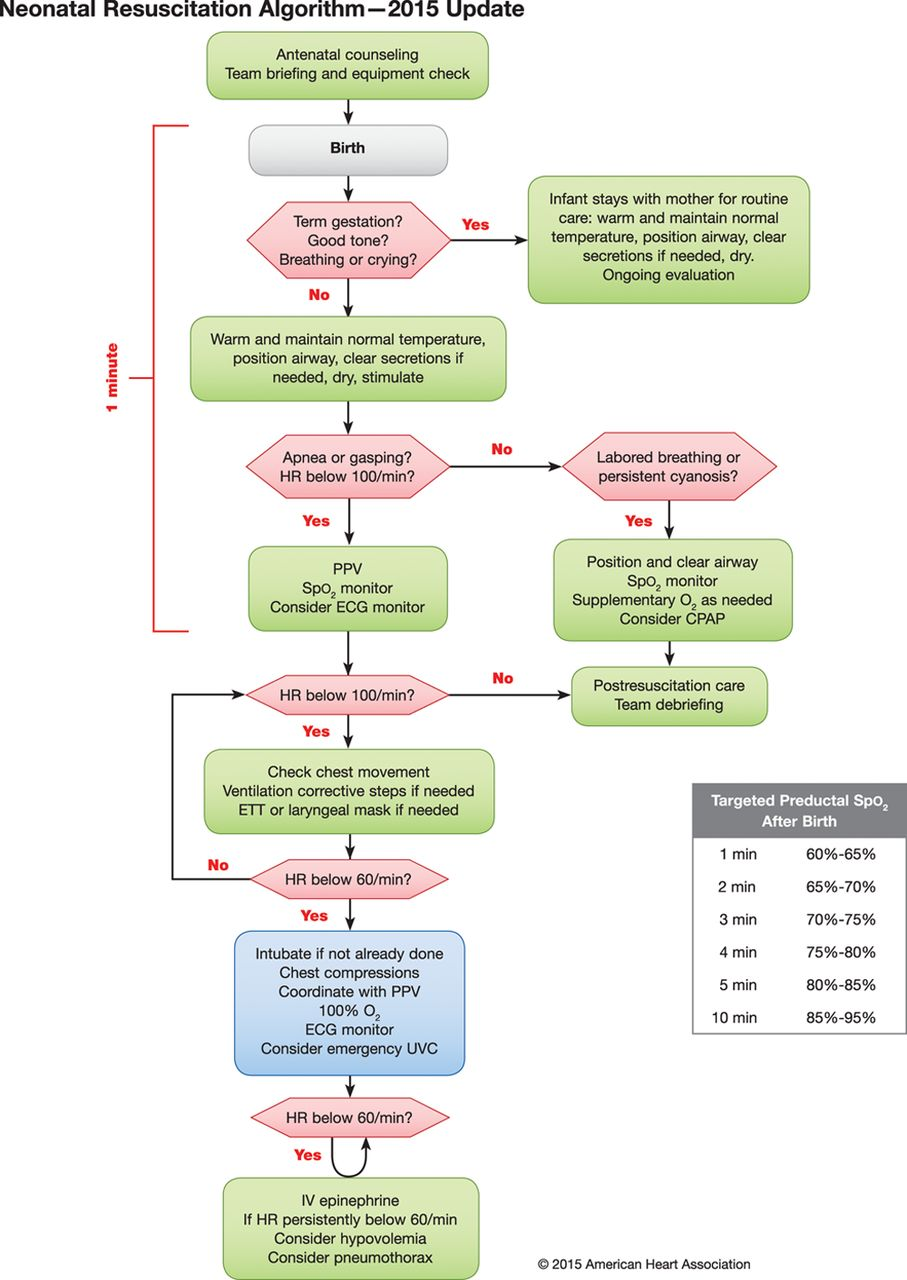 Neonatal Resuscitation Algorithm—2015 Update
Antenatal counseling
Team briefing and equipment check
Birth
Term gestation?
Good tone?
Breathing or crying?
Yes
Infant stays with mother for routine
care: warm and maintain normal
temperature, position airway, clear
secretions if needed, dry.
Ongoing evaluation
No
Warm and maintain normal temperature,
position airway, clear secretions if
needed, dry, stimulate
1 minute
Apnea or gasping?
HR below 100/min?
No
Labored breathing or
persistent cyanosis?
Yes
Yes
PPV
SpO₂ monitor
Consider ECG monitor
Position and clear airway
SpO₂ monitor
Supplementary O₂ as needed
Consider CPAP
HR below 100/min?
No
Postresuscitation care
Team debriefing
Yes
Check chest movement
Ventilation corrective steps if needed
ETT or laryngeal mask if needed
No
HR below 60/min?
Yes
Intubate if not already done
Chest compressions
Coordinate with PPV
100% O₂
ECG monitor
Consider emergency UVC
HR below 60/min?
Yes
IV epinephrine
If HR persistently below 60/min
Consider hypovolemia
Consider pneumothorax
Targeted Preductal SpO₂
After Birth
1 min 60%-65%
2 min 65%-70%
3 min 70%-75%
4 min 75%-80%
5 min 80%-85%
10 min 85%-95%
© 2015 American Heart Association